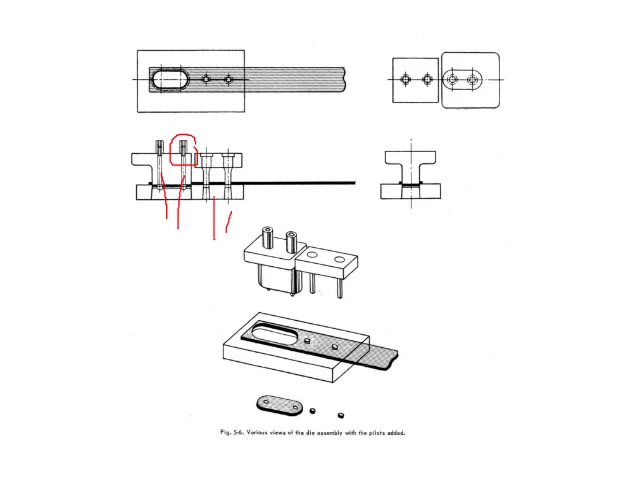 Fig. 5-6. Various views of the die assembly with the pilots added.